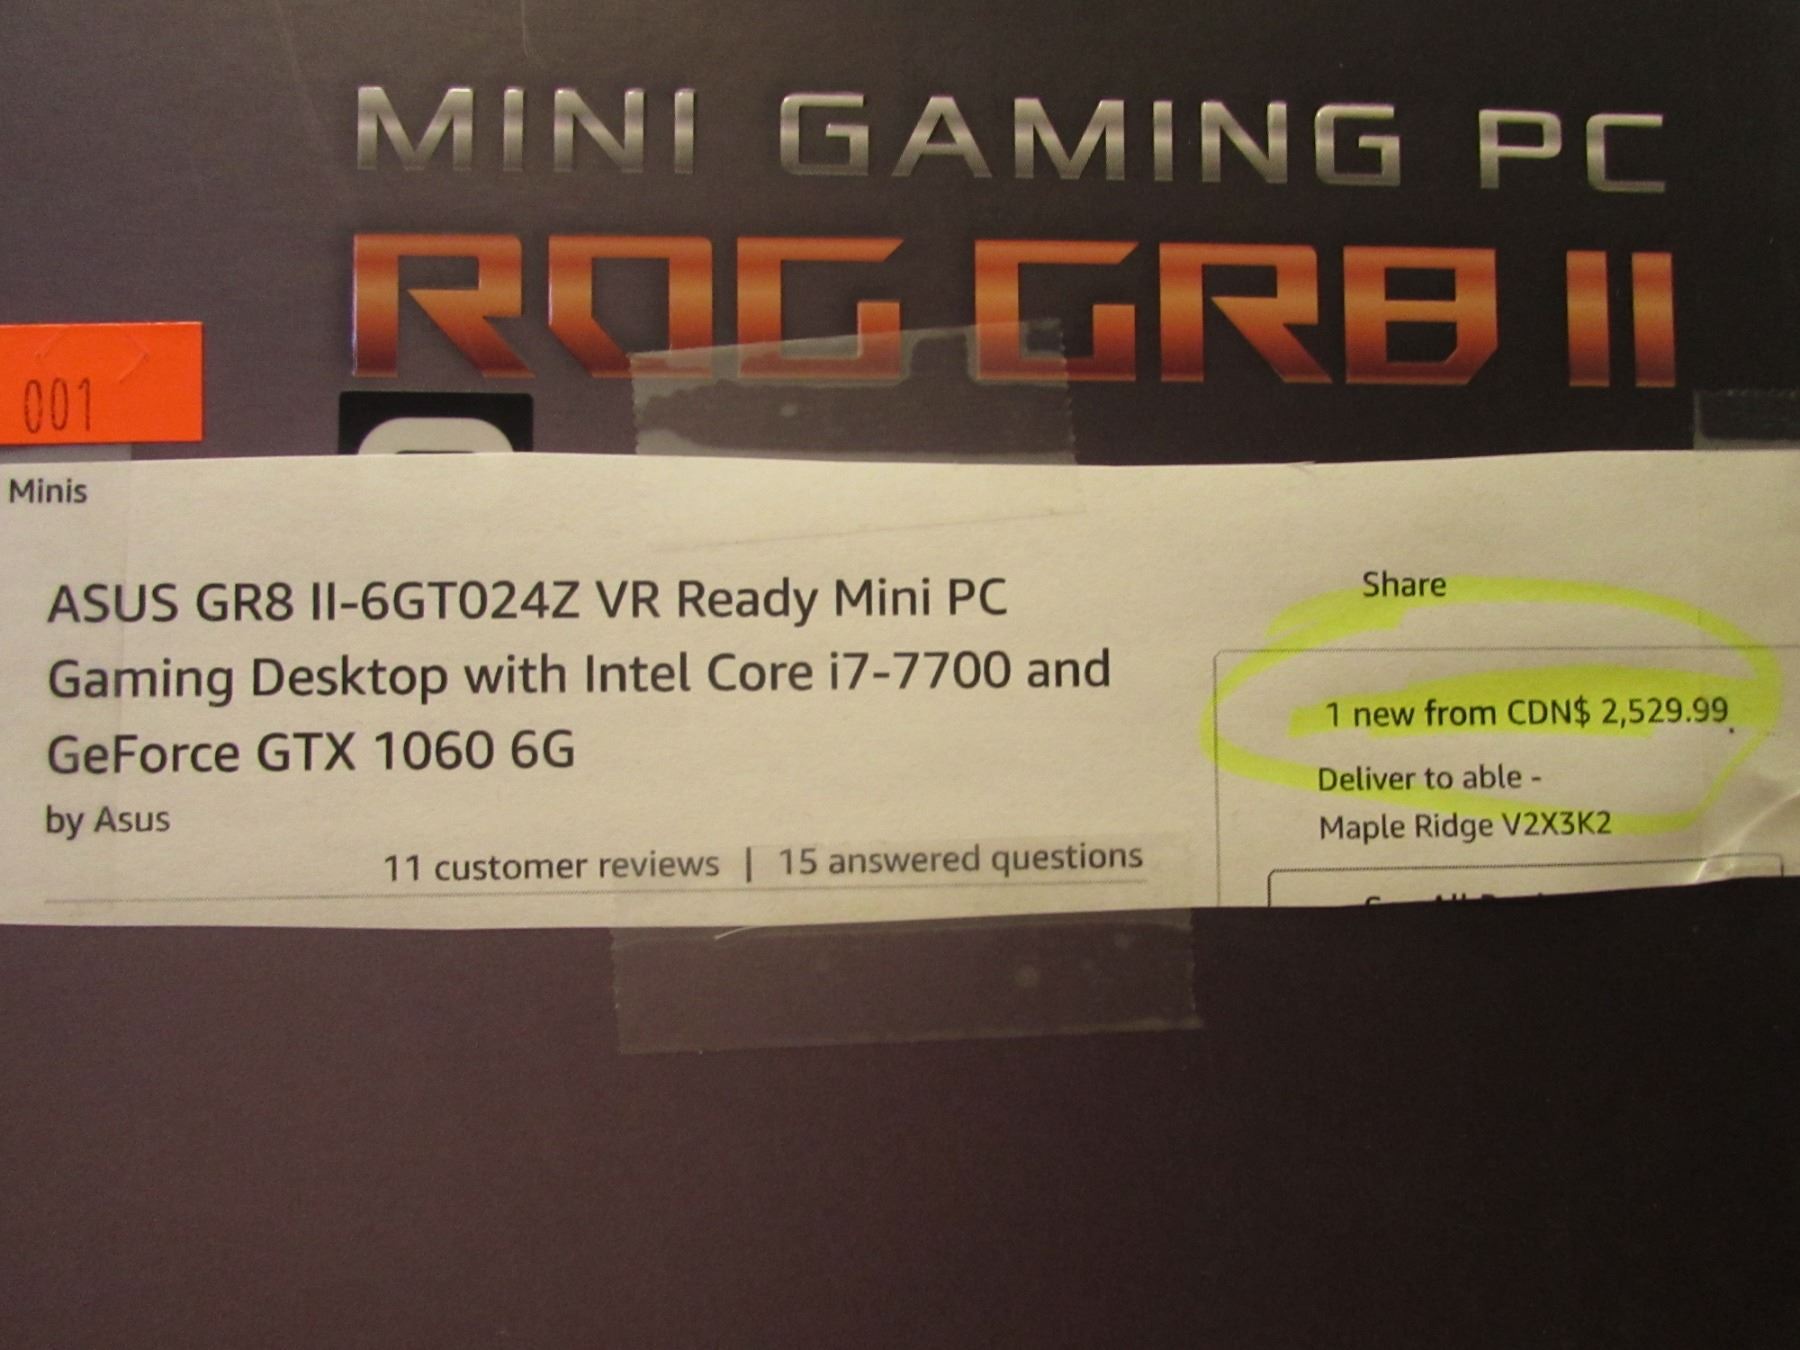 MINI GAMING PC
ROG GR8 II
001
Minis
ASUS GR8 II-6GT024Z VR Ready Mini PC
Gaming Desktop with Intel Core i7-7700 and
GeForce GTX 1060 6G
by Asus
11 customer reviews | 15 answered questions
Share
1 new from CDN$ 2,529.99
Deliver to able -
Maple Ridge V2X3K2